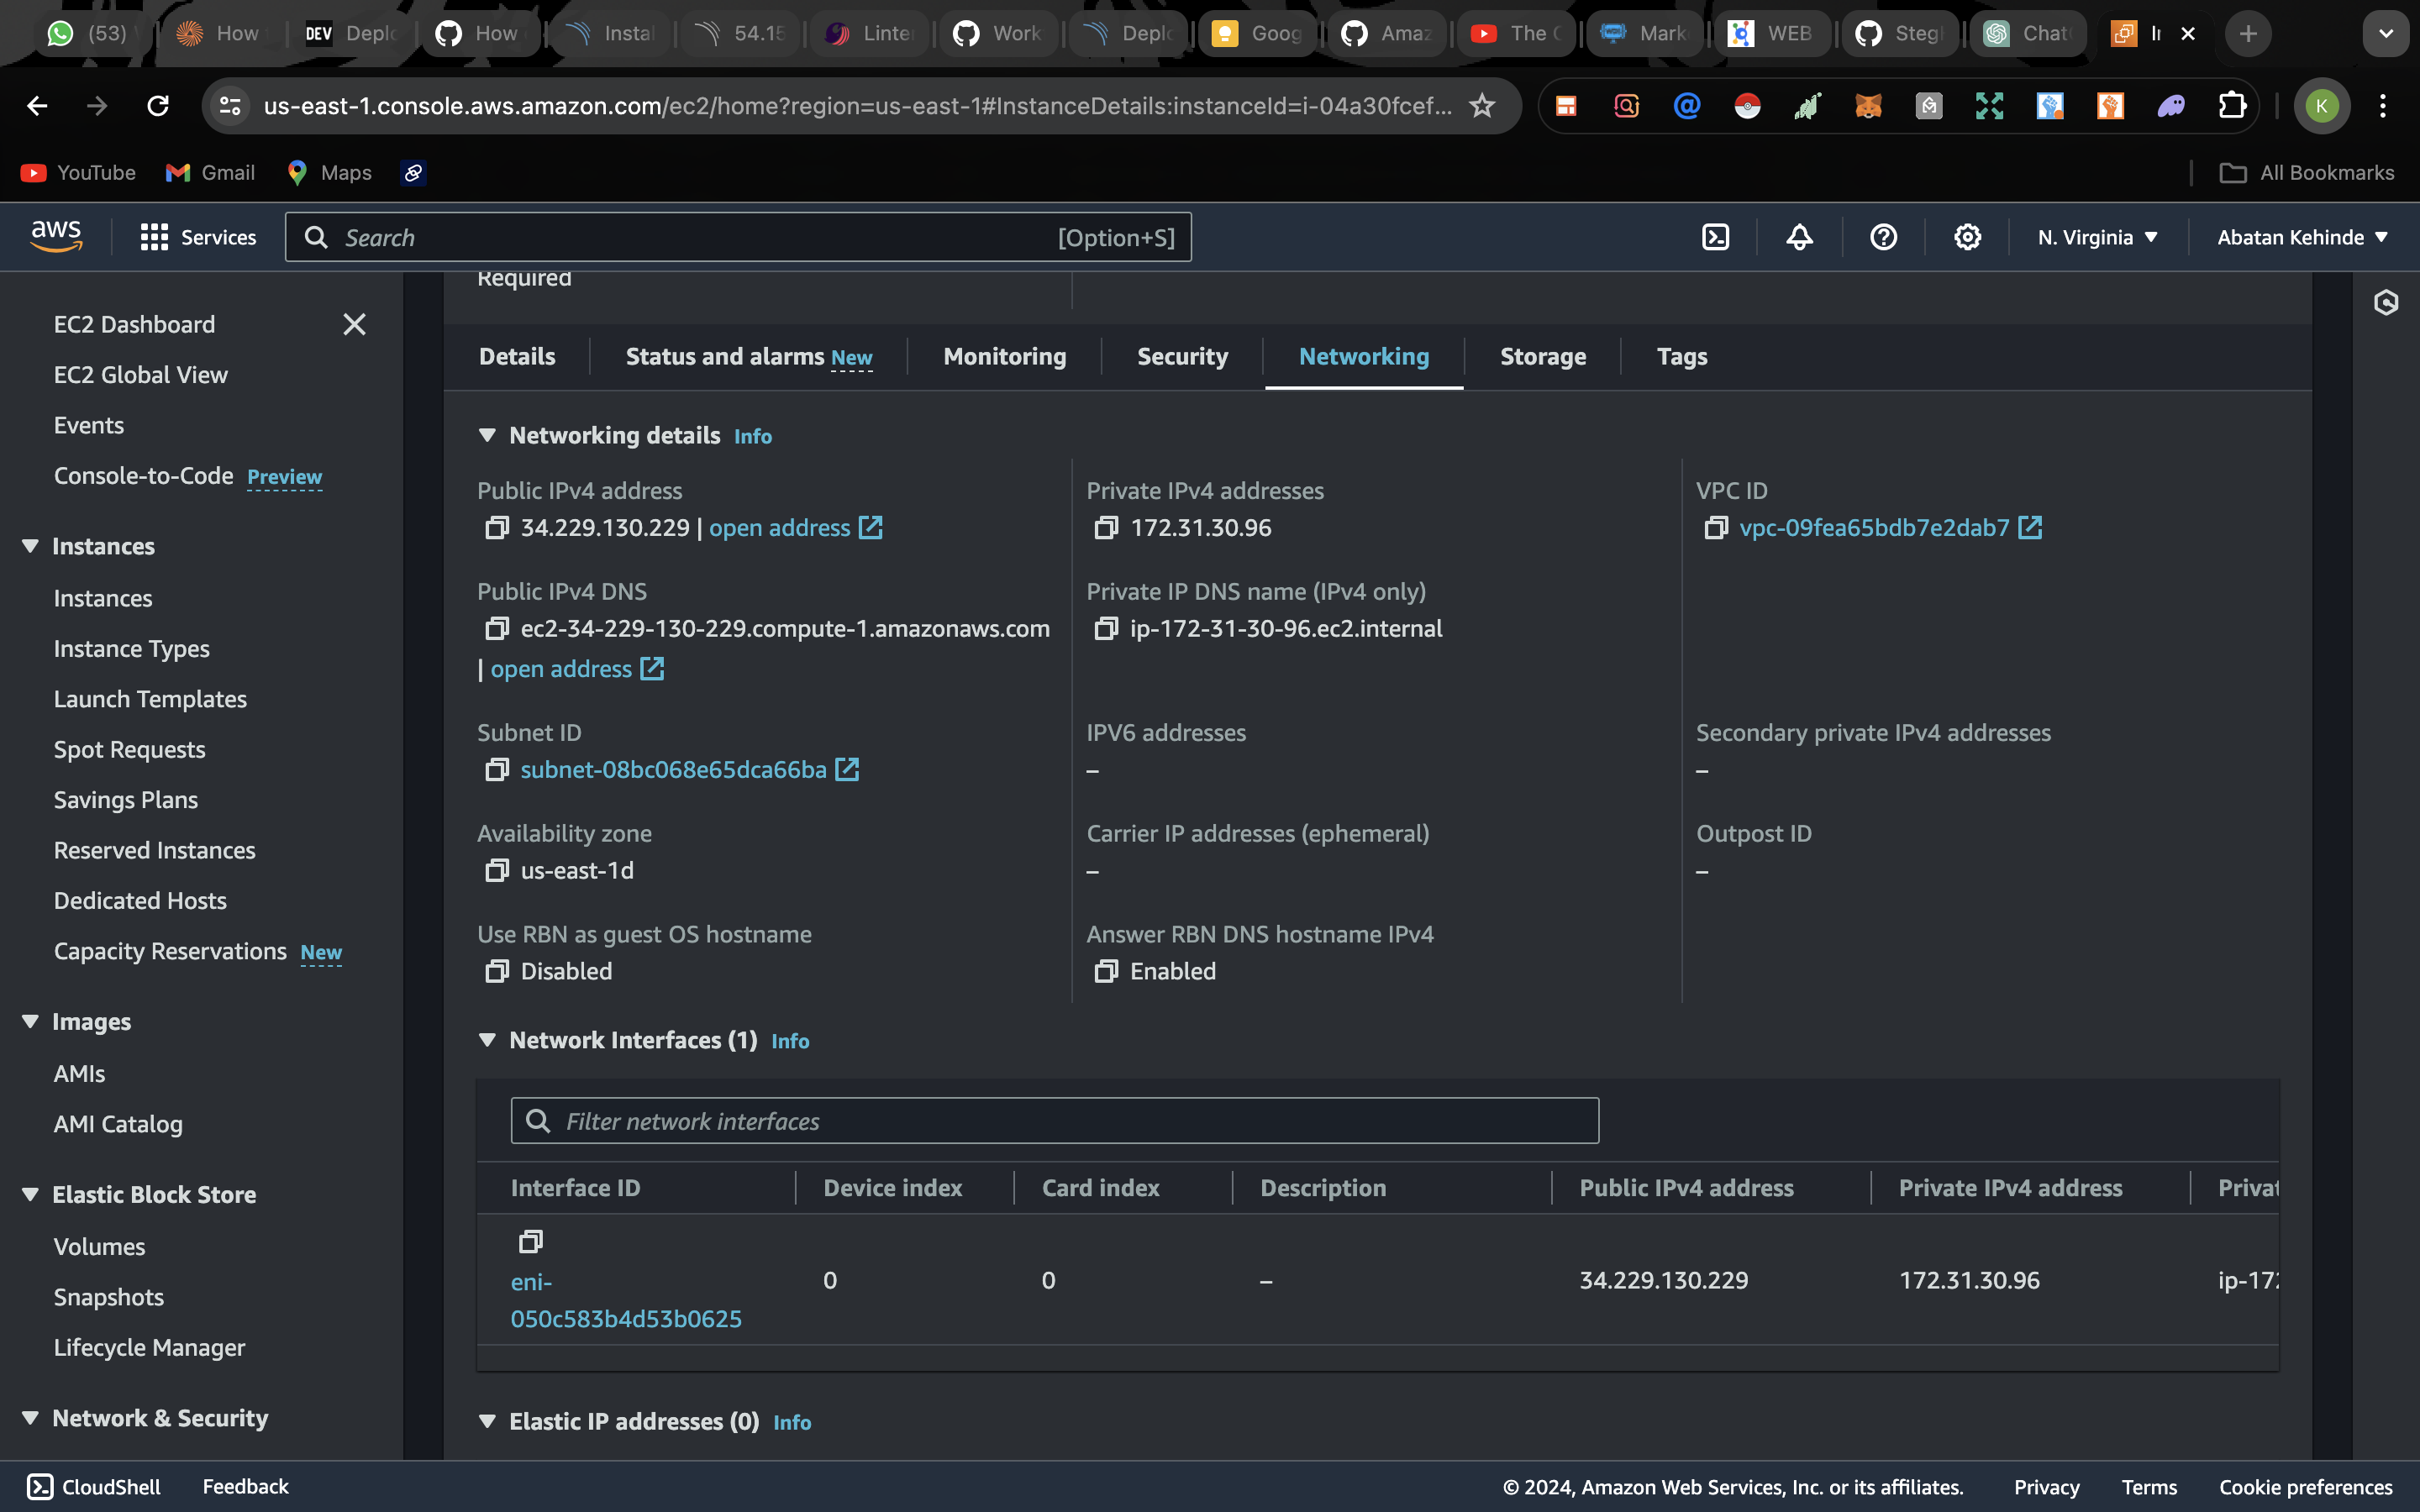 (53)
How
DEV Deplo
How
Instal
54.15
Linter
Work
Deplo
Goog
Amaz
The
Mark
WEB
Steg
Chat
us-east-1.console.aws.amazon.com/ec2/home?region=us-east-1#InstanceDetails:instanceId=i-04a30fcef...
K
YouTube
Gmail
Maps
All Bookmarks
aws
Services
Search
[Option+S]
N. Virginia
Abatan Kehinde
EC2 Dashboard
EC2 Global View
Events
Console-to-Code Preview
Instances
Instances
Instance Types
Launch Templates
Spot Requests
Savings Plans
Reserved Instances
Dedicated Hosts
Capacity Reservations New
Images
AMIs
AMI Catalog
Elastic Block Store
Volumes
Snapshots
Lifecycle Manager
Network & Security
Required
Details
Status and alarms New
Monitoring
Security
Networking
Storage
Tags
Networking details Info
Public IPv4 address
34.229.130.229 | open address
Private IPv4 addresses
172.31.30.96
VPC ID
vpc-09fea65bdb7e2dab7
Public IPv4 DNS
ec2-34-229-130-229.compute-1.amazonaws.com
| open address
Private IP DNS name (IPv4 only)
ip-172-31-30-96.ec2.internal
Subnet ID
subnet-08bc068e65dca66ba
IPV6 addresses
–
Secondary private IPv4 addresses
–
Availability zone
us-east-1d
Carrier IP addresses (ephemeral)
–
Outpost ID
–
Use RBN as guest OS hostname
Disabled
Answer RBN DNS hostname IPv4
Enabled
Network Interfaces (1) Info
Filter network interfaces
Interface ID
Device index
Card index
Description
Public IPv4 address
Private IPv4 address
Privat
eni-
050c583b4d53b0625
0
0
–
34.229.130.229
172.31.30.96
ip-172
Elastic IP addresses (0) Info
CloudShell
Feedback
© 2024, Amazon Web Services, Inc. or its affiliates.
Privacy
Terms
Cookie preferences